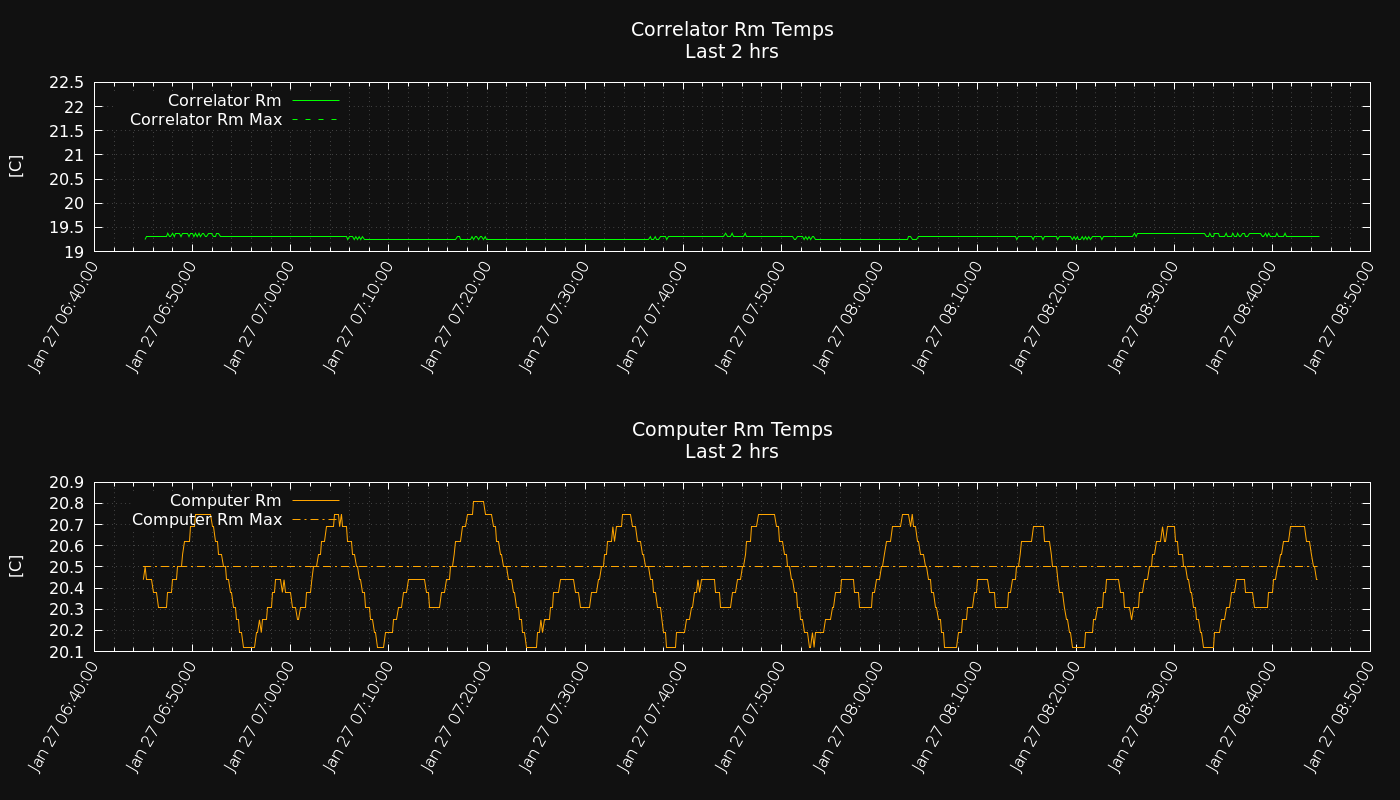 Correlator Rm Temps
Last 2 hrs
22.5
22
21.5
21
20.5
20
19.5
19
[C]
Correlator Rm
Correlator Rm Max
Jan 27 06:40:00
Jan 27 06:50:00
Jan 27 07:00:00
Jan 27 07:10:00
Jan 27 07:20:00
Jan 27 07:30:00
Jan 27 07:40:00
Jan 27 07:50:00
Jan 27 08:00:00
Jan 27 08:10:00
Jan 27 08:20:00
Jan 27 08:30:00
Jan 27 08:40:00
Jan 27 08:50:00
Computer Rm Temps
Last 2 hrs
20.9
20.8
20.7
20.6
20.5
20.4
20.3
20.2
20.1
[C]
Computer Rm
Computer Rm Max
Jan 27 06:40:00
Jan 27 06:50:00
Jan 27 07:00:00
Jan 27 07:10:00
Jan 27 07:20:00
Jan 27 07:30:00
Jan 27 07:40:00
Jan 27 07:50:00
Jan 27 08:00:00
Jan 27 08:10:00
Jan 27 08:20:00
Jan 27 08:30:00
Jan 27 08:40:00
Jan 27 08:50:00